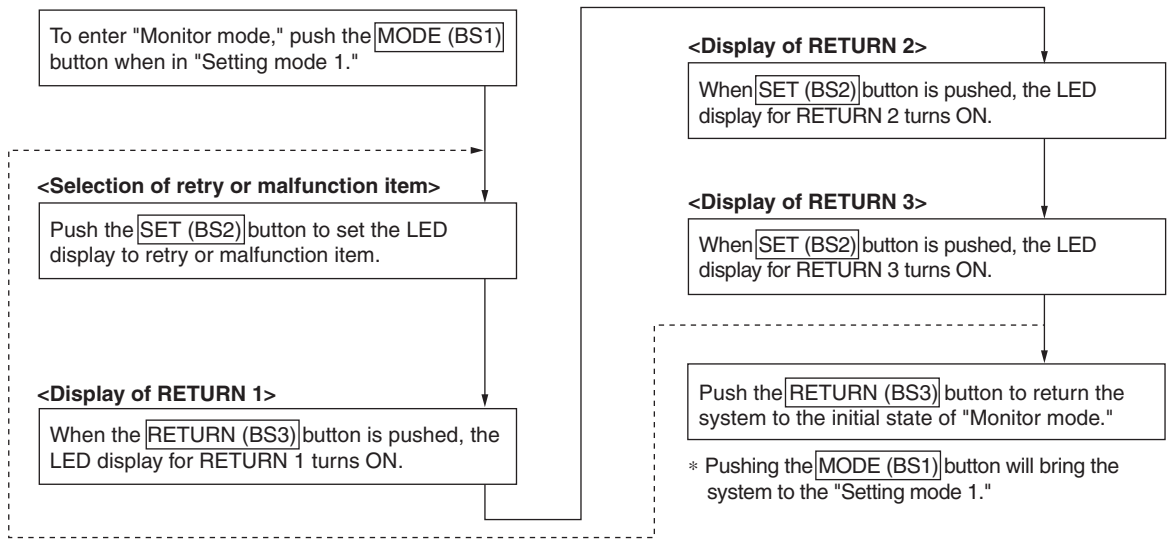 To enter "Monitor mode," push the MODE (BS1)
button when in "Setting mode 1."
<Selection of retry or malfunction item>
Push the SET (BS2) button to set the LED
display to retry or malfunction item.
<Display of RETURN 1>
When the RETURN (BS3) button is pushed, the
LED display for RETURN 1 turns ON.
<Display of RETURN 2>
When SET (BS2) button is pushed, the LED
display for RETURN 2 turns ON.
<Display of RETURN 3>
When SET (BS2) button is pushed, the LED
display for RETURN 3 turns ON.
Push the RETURN (BS3) button to return the
system to the initial state of "Monitor mode."
* Pushing the MODE (BS1) button will bring the
system to the "Setting mode 1."